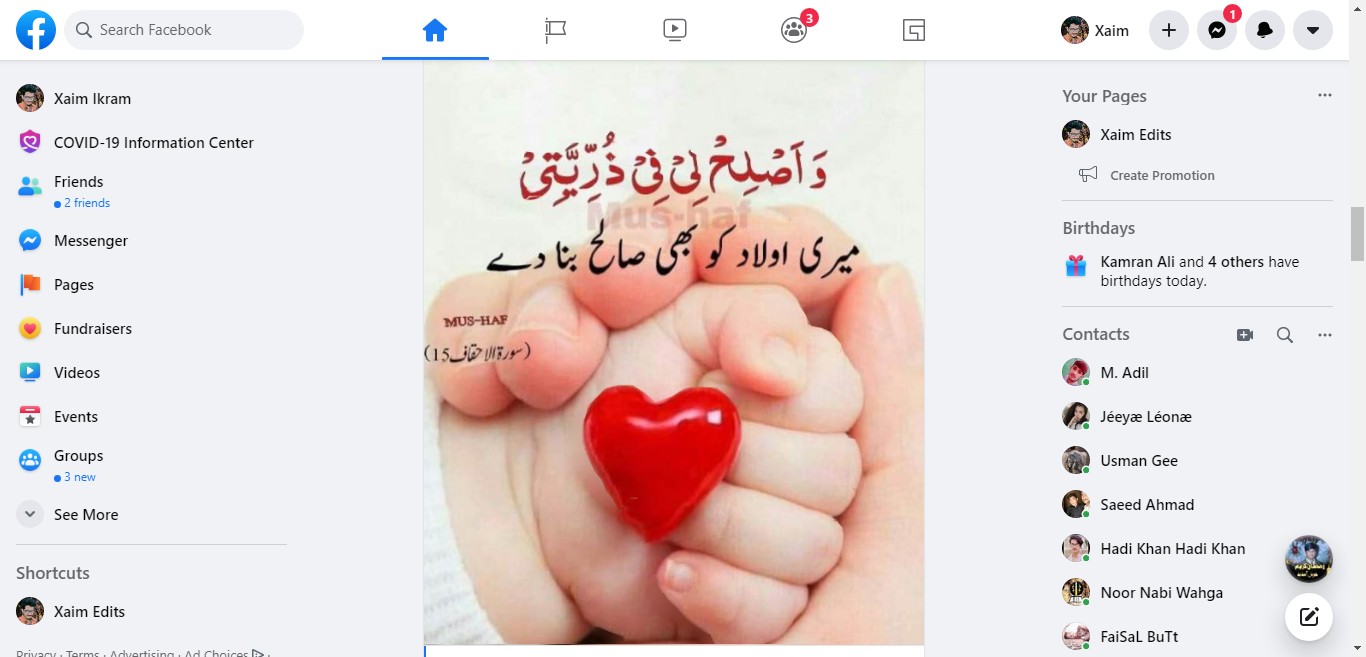 Search Facebook
3
Xaim
1
Xaim Ikram
COVID-19 Information Center
Friends
2 friends
Messenger
Pages
Fundraisers
Videos
Events
Groups
3 new
See More
Shortcuts
Xaim Edits
Privacy · Terms · Advertising · Ad Choices ·
وَاَصْلِحْ لِیْ فِیْ ذُرِّیَّتِیْ
Mus-haf
میری اولاد کو بھی صالح بنا دے
MUS-HAF
(سورۃ الاحقاف 15)
Your Pages
Xaim Edits
Create Promotion
Birthdays
Kamran Ali and 4 others have
birthdays today.
Contacts
M. Adil
Jéeyæ Léonæ
Usman Gee
Saeed Ahmad
Hadi Khan Hadi Khan
Noor Nabi Wahga
FaiSaL BuTt